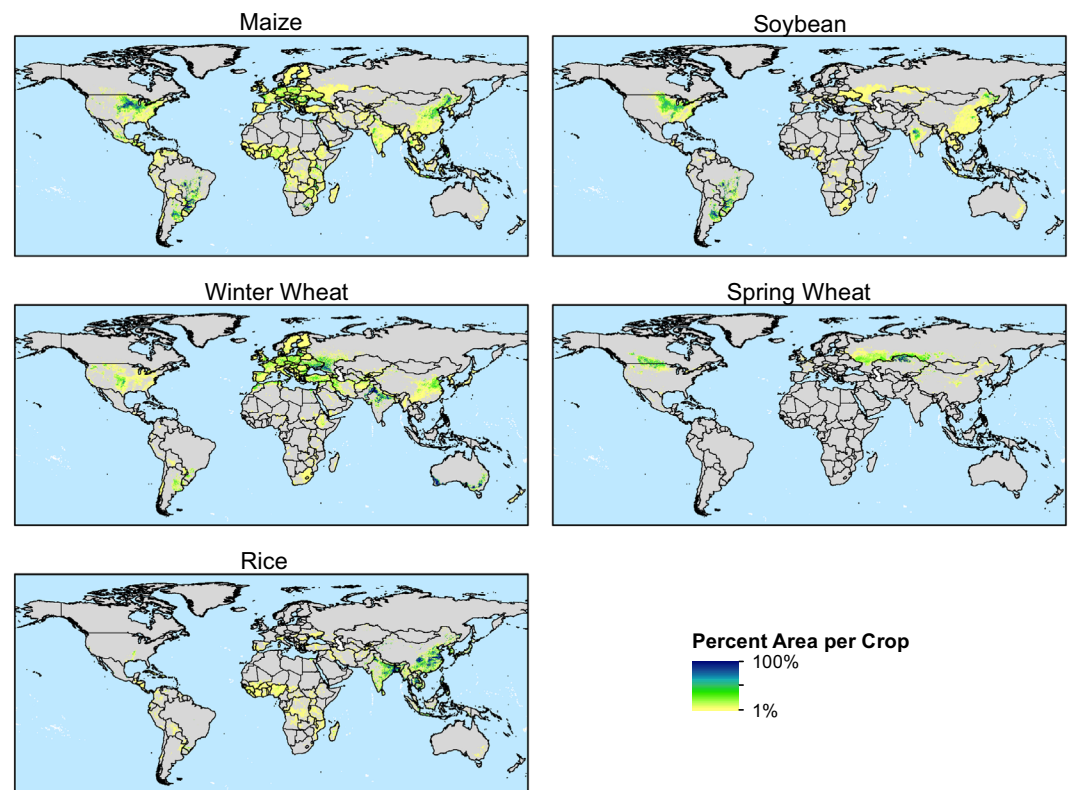 Maize
Soybean
Winter Wheat
Spring Wheat
Rice
Percent Area per Crop
100%
1%